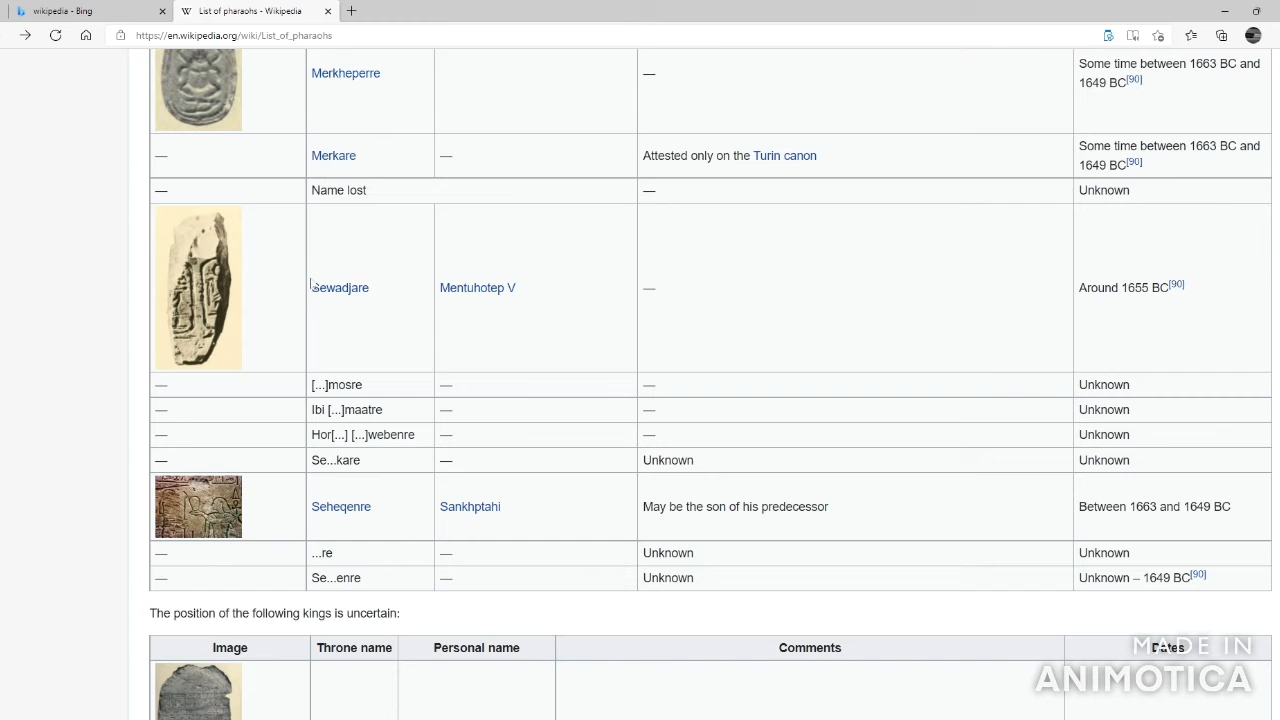 wikipedia - Bing
List of pharaohs - Wikipedia
https://en.wikipedia.org/wiki/List_of_pharaohs
Merkheperre — Some time between 1663 BC and
1649 BC[90]
— Merkare — Attested only on the Turin canon Some time between 1663 BC and
1649 BC[90]
— Name lost — Unknown
Sewadjare Mentuhotep V — Around 1655 BC[90]
— [...]mosre — — Unknown
— Ibi [...]maatre — — Unknown
— Hor[...] [...]webenre — — Unknown
— Se...kare — Unknown Unknown
Seheqenre Sankhptahi May be the son of his predecessor Between 1663 and 1649 BC
— ...re — Unknown Unknown
— Se...enre — Unknown Unknown – 1649 BC[90]
The position of the following kings is uncertain:
Image Throne name Personal name Comments Dates
MADE IN
ANIMOTICA